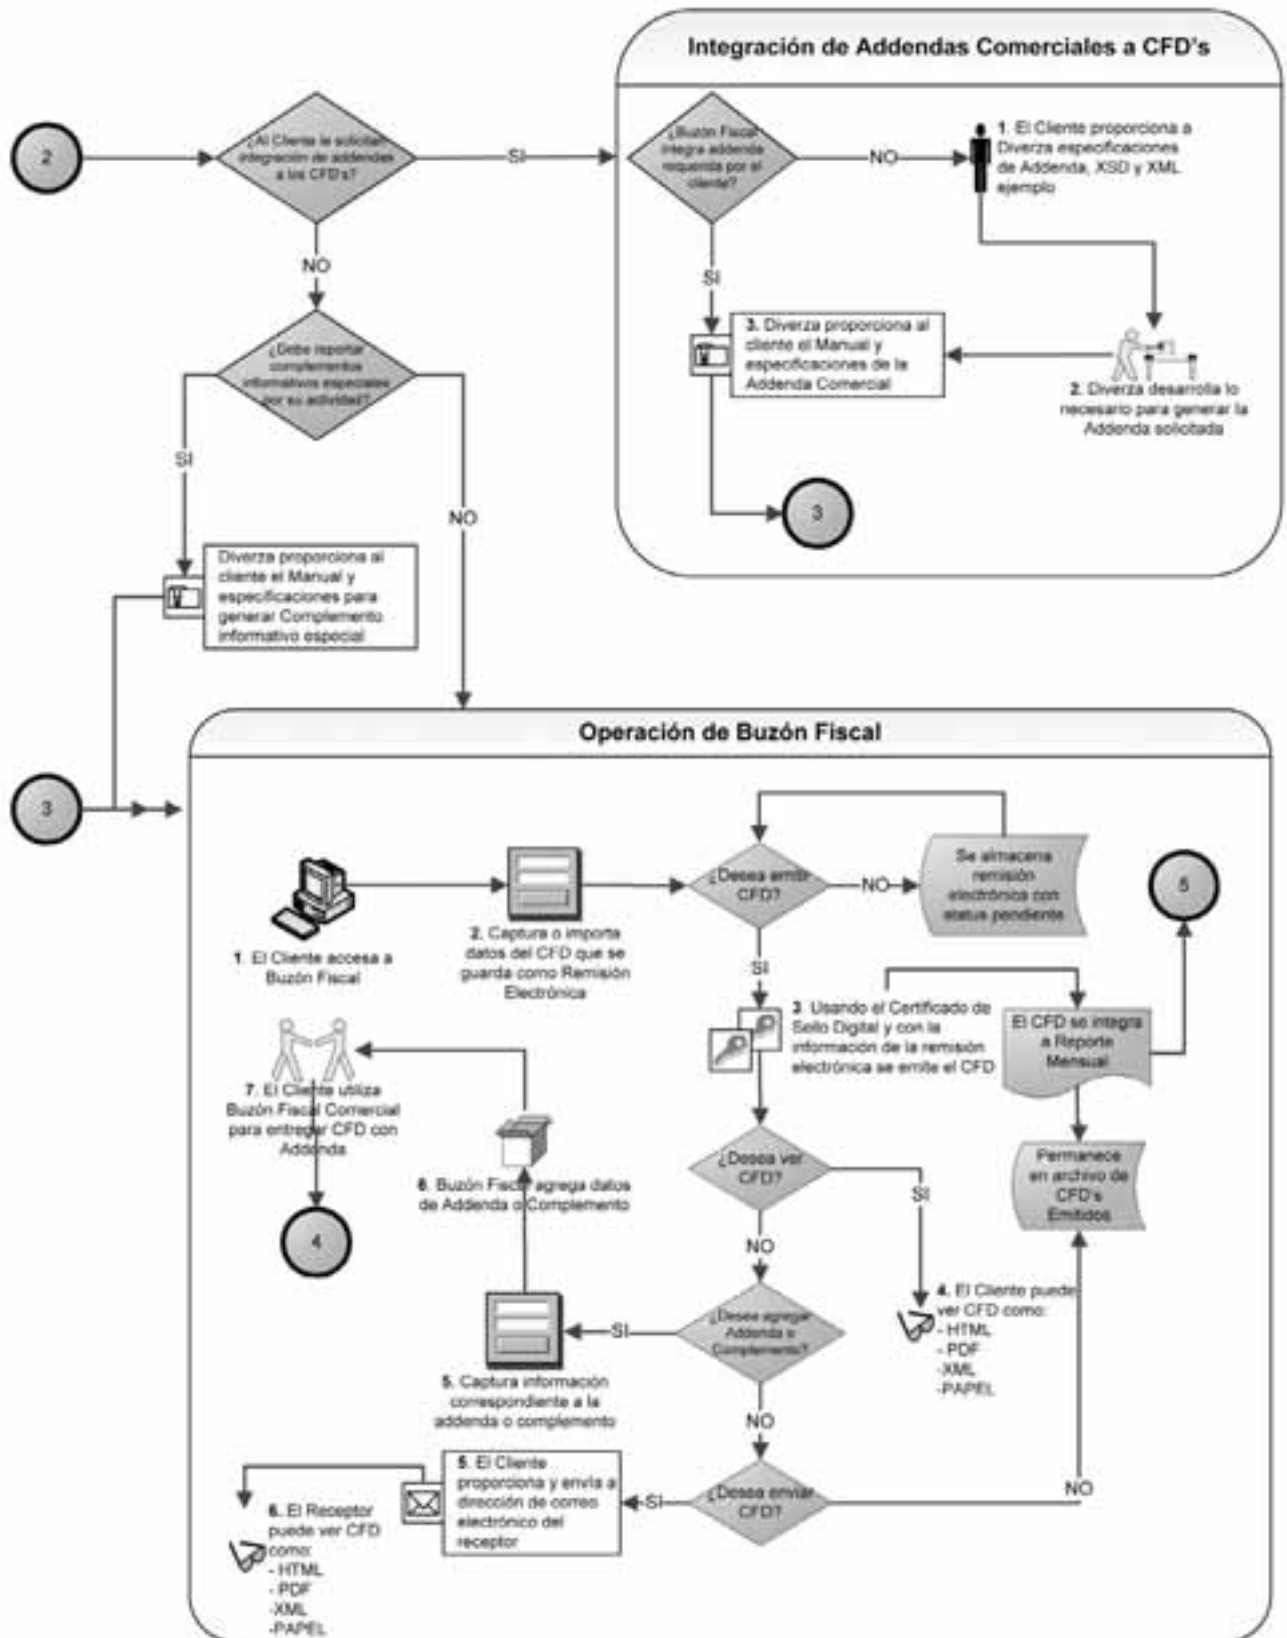 Integración de Addendas Comerciales a CFD's
2
¿Al Cliente le solicitan
integración de addendas
a los CFD's?
SI
¿Buzón Fiscal
integra addenda
requerida por el
cliente?
NO
1. El Cliente proporciona a
Diverza especificaciones
de Addenda, XSD y XML
ejemplo
NO
SI
¿Debe reportar
complementos
informativos especiales
por su actividad?
3. Diverza proporciona al
cliente el Manual y
especificaciones de la
Addenda Comercial
2. Diverza desarrolla lo
necesario para generar la
Addenda solicitada
SI
NO
3
Diverza proporciona al
cliente el Manual y
especificaciones para
generar Complemento
informativo especial
Operación de Buzón Fiscal
3
1. El Cliente accesa a
Buzón Fiscal
2. Captura o importa
datos del CFD que se
guarda como Remisión
Electrónica
¿Desea emitir
CFD?
NO
Se almacena
remisión
electrónica con
status pendiente
5
SI
3. Usando el Certificado de
Sello Digital y con la
información de la remisión
electrónica se emite el CFD
El CFD se integra
a Reporte
Mensual
7. El Cliente utiliza
Buzón Fiscal Comercial
para entregar CFD con
Addenda
6. Buzón Fiscal agrega datos
de Addenda o Complemento
¿Desea ver
CFD?
SI
Permanece
en archivo de
CFD's
Emitidos
4
NO
4. El Cliente puede
ver CFD como:
- HTML
- PDF
-XML
-PAPEL
¿Desea agregar
Addenda o
Complemento?
SI
5. Captura información
correspondiente a la
addenda o complemento
NO
5. El Cliente
proporciona y envía a
dirección de correo
electrónico del
receptor
SI
¿Desea enviar
CFD?
NO
6. El Receptor
puede ver CFD
como:
- HTML
- PDF
-XML
-PAPEL